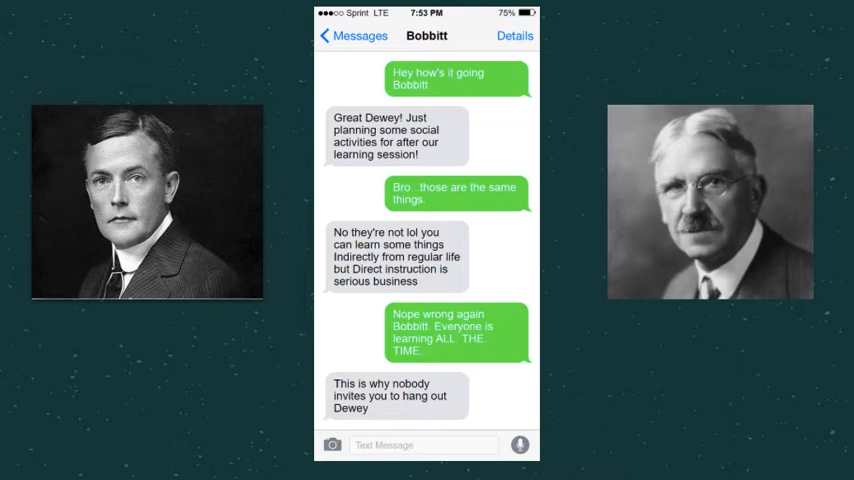 ●●●○○ Sprint LTE 7:53 PM 75%
Messages Bobbitt Details
Hey how's it going
Bobbitt
Great Dewey! Just
planning some social
activities for after our
learning session!
Bro...those are the same
things.
No they're not lol you
can learn some things
Indirectly from regular life
but Direct instruction is
serious business
Nope wrong again
Bobbitt. Everyone is
learning ALL. THE.
TIME.
This is why nobody
invites you to hang out
Dewey
Text Message